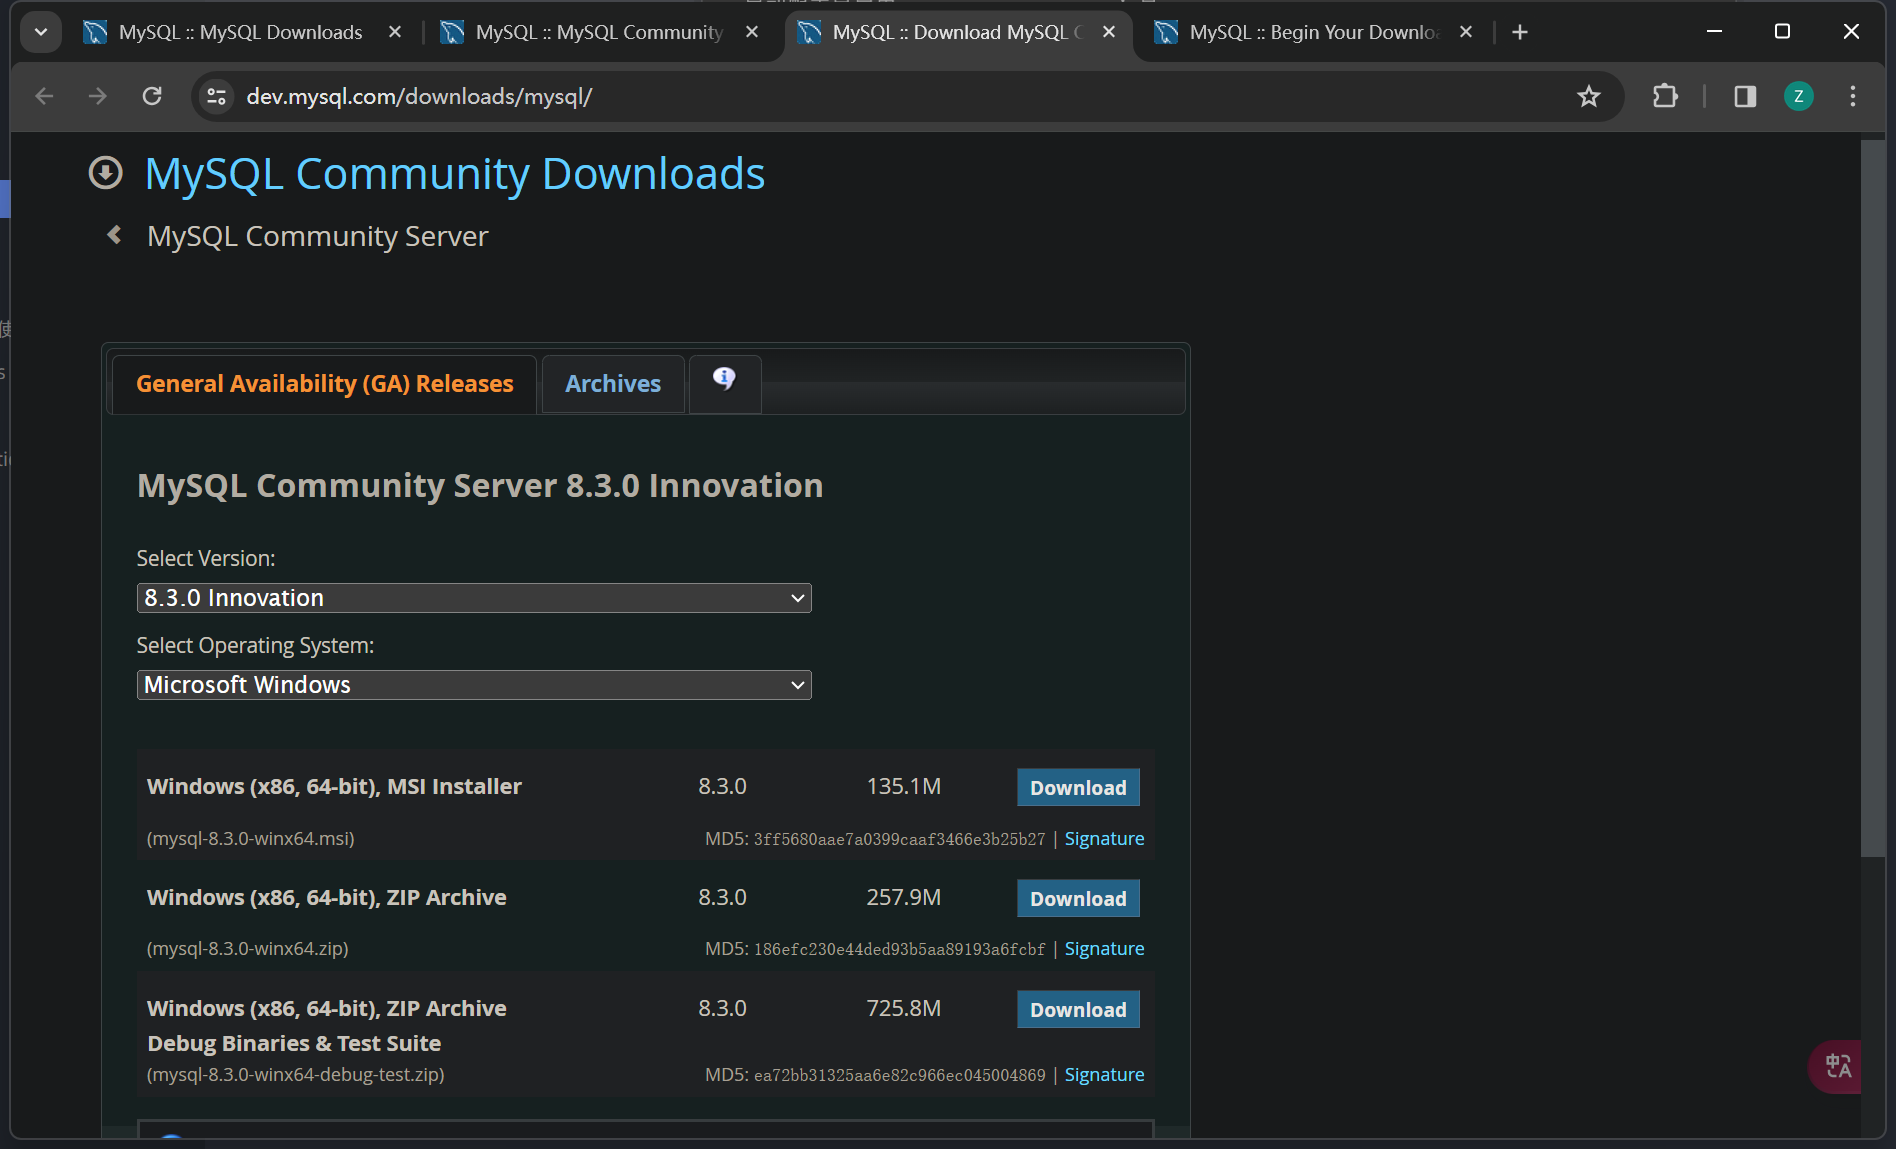 MySQL :: MySQL Downloads
MySQL :: MySQL Community
MySQL :: Download MySQL C
MySQL :: Begin Your Downlo
dev.mysql.com/downloads/mysql/
Z
MySQL Community Downloads
MySQL Community Server
General Availability (GA) Releases
Archives
MySQL Community Server 8.3.0 Innovation
Select Version:
8.3.0 Innovation
Select Operating System:
Microsoft Windows
Windows (x86, 64-bit), MSI Installer 8.3.0 135.1M Download
(mysql-8.3.0-winx64.msi) MD5: 3ff5680aae7a0399caaf3466e3b25b27 | Signature
Windows (x86, 64-bit), ZIP Archive 8.3.0 257.9M Download
(mysql-8.3.0-winx64.zip) MD5: 186efc230e44ded93b5aa89193a6fcbf | Signature
Windows (x86, 64-bit), ZIP Archive 8.3.0 725.8M Download
Debug Binaries & Test Suite
(mysql-8.3.0-winx64-debug-test.zip) MD5: ea72bb31325aa6e82c966ec045004869 | Signature